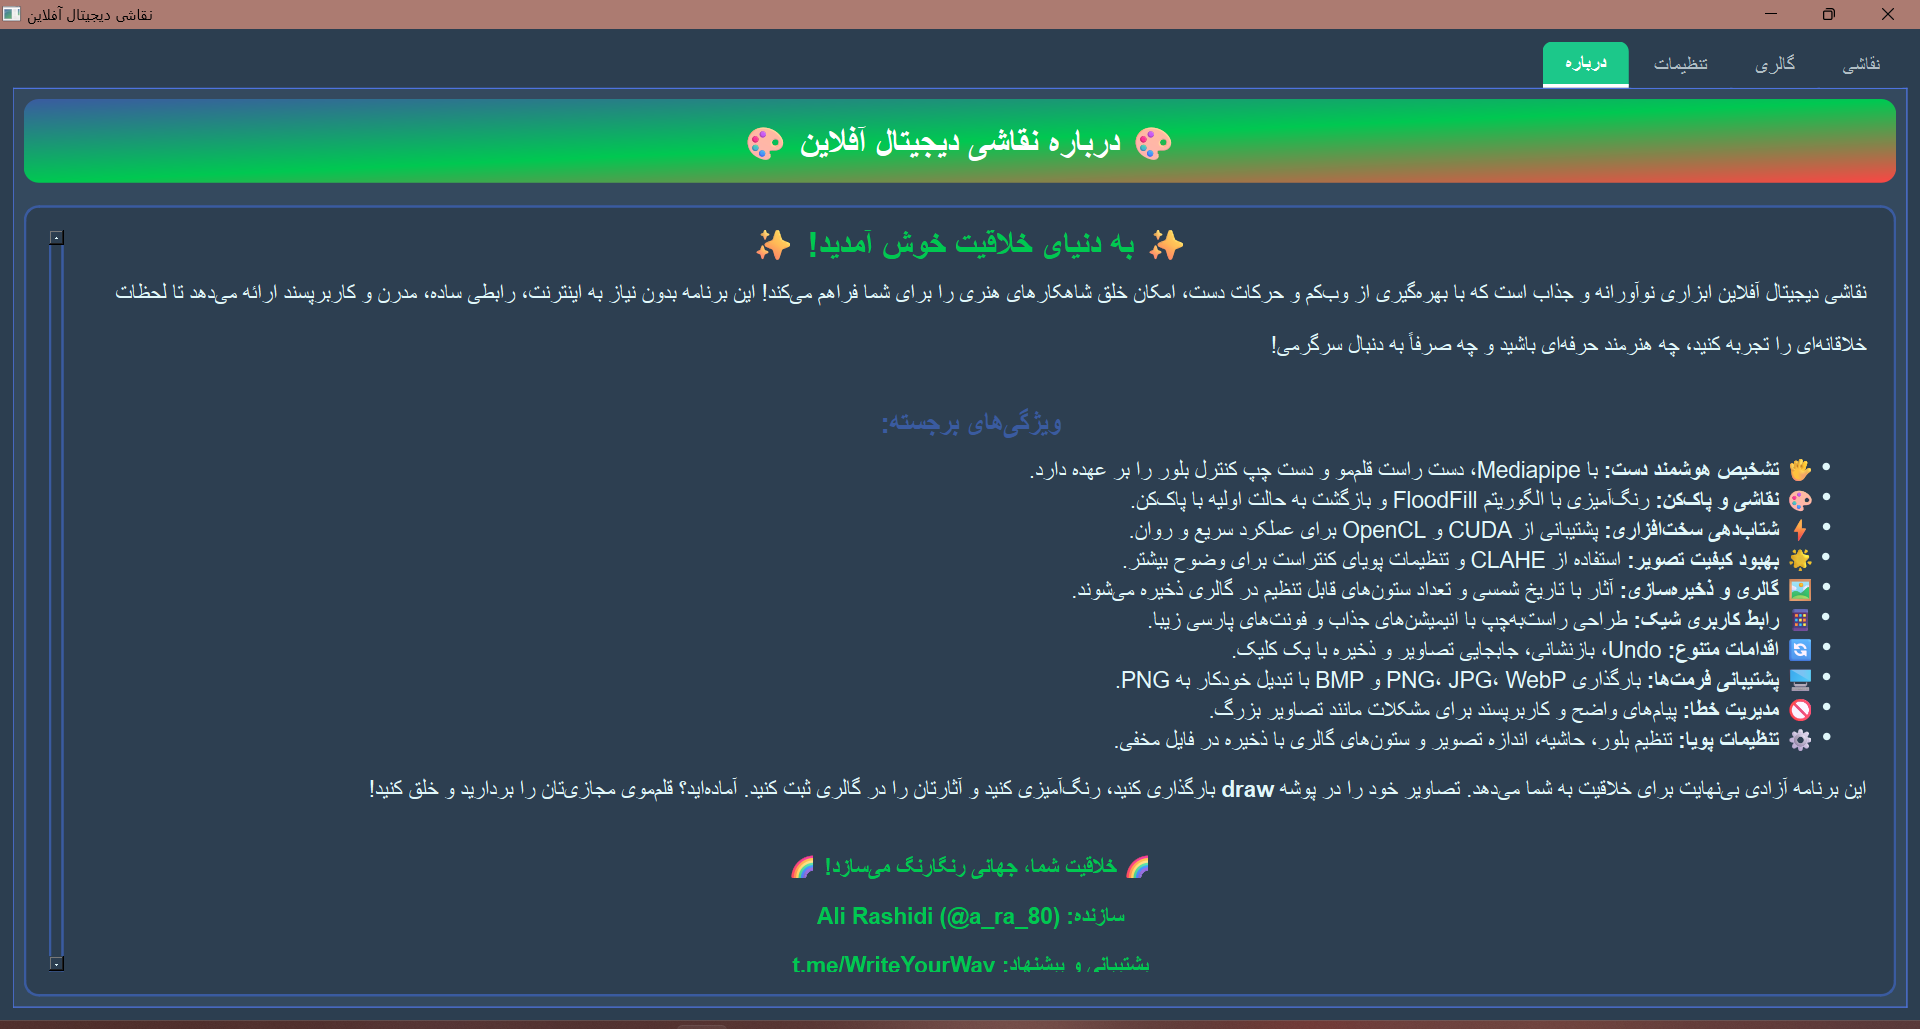 نقاشی دیجیتال آفلاین
نقاشی
گالری
تنظیمات
درباره
🎨 درباره نقاشی دیجیتال آفلاین 🎨
✨ به دنیای خلاقیت خوش آمدید! ✨
نقاشی دیجیتال آفلاین ابزاری نوآورانه و جذاب است که با بهره‌گیری از وب‌کم و حرکات دست، امکان خلق شاهکارهای هنری را برای شما فراهم می‌کند! این برنامه بدون نیاز به اینترنت، رابطی ساده، مدرن و کاربرپسند ارائه می‌دهد تا لحظات
خلاقانه‌ای را تجربه کنید، چه هنرمند حرفه‌ای باشید و چه صرفاً به دنبال سرگرمی!
ویژگی‌های برجسته:
• 🖐 تشخیص هوشمند دست: با Mediapipe، دست راست قلم‌مو و دست چپ کنترل بلور را بر عهده دارد.
• 🎨 نقاشی و پاک‌کن: رنگ‌آمیزی با الگوریتم FloodFill و بازگشت به حالت اولیه با پاک‌کن.
• ⚡ شتاب‌دهی سخت‌افزاری: پشتیبانی از CUDA و OpenCL برای عملکرد سریع و روان.
• 🌟 بهبود کیفیت تصویر: استفاده از CLAHE و تنظیمات پویای کنتراست برای وضوح بیشتر.
• 🖼 گالری و ذخیره‌سازی: آثار با تاریخ شمسی و تعداد ستون‌های قابل تنظیم در گالری ذخیره می‌شوند.
• 📱 رابط کاربری شیک: طراحی راست‌به‌چپ با انیمیشن‌های جذاب و فونت‌های پارسی زیبا.
• 🔄 اقدامات متنوع: Undo، بازنشانی، جابجایی تصاویر و ذخیره با یک کلیک.
• 🖥 پشتیبانی فرمت‌ها: بارگذاری PNG، JPG، WebP و BMP با تبدیل خودکار به PNG.
• 🚫 مدیریت خطا: پیام‌های واضح و کاربرپسند برای مشکلات مانند تصاویر بزرگ.
• ⚙ تنظیمات پویا: تنظیم بلور، حاشیه، اندازه تصویر و ستون‌های گالری با ذخیره در فایل مخفی.
این برنامه آزادی بی‌نهایت برای خلاقیت به شما می‌دهد. تصاویر خود را در پوشه draw بارگذاری کنید، رنگ‌آمیزی کنید و آثارتان را در گالری ثبت کنید. آماده‌اید؟ قلم‌موی مجازی‌تان را بردارید و خلق کنید!
🌈 خلاقیت شما، جهانی رنگارنگ می‌سازد! 🌈
سازنده: Ali Rashidi (@a_ra_80)
پشتیبانی و پیشنهاد: t.me/WriteYourWay